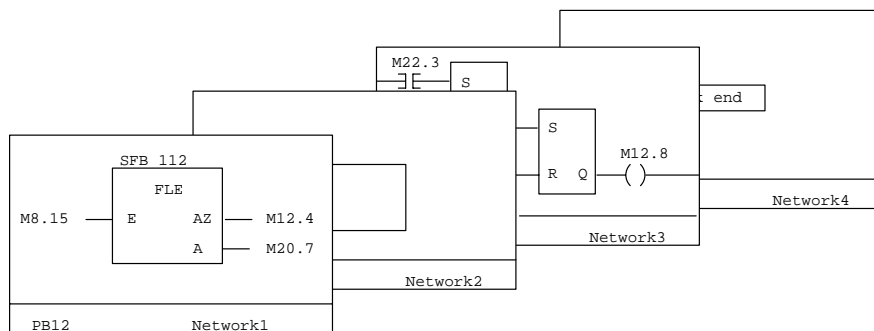 M22.3
S
end
S
M12.8
R Q
SFB 112
FLE
M8.15 E AZ M12.4
A M20.7
Network4
Network3
Network2
PB12 Network1